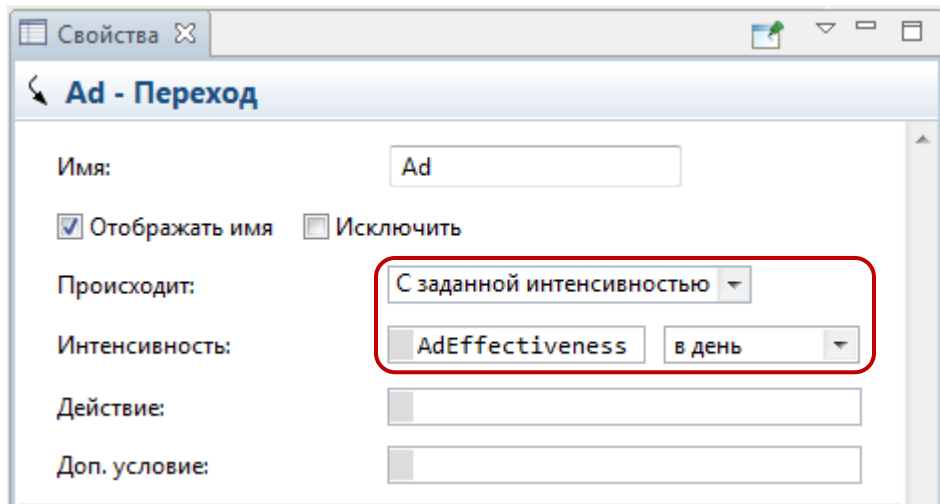 Свойства
Ad - Переход
Имя: Ad
Отображать имя Исключить
Происходит: С заданной интенсивностью
Интенсивность: AdEffectiveness в день
Действие:
Доп. условие: